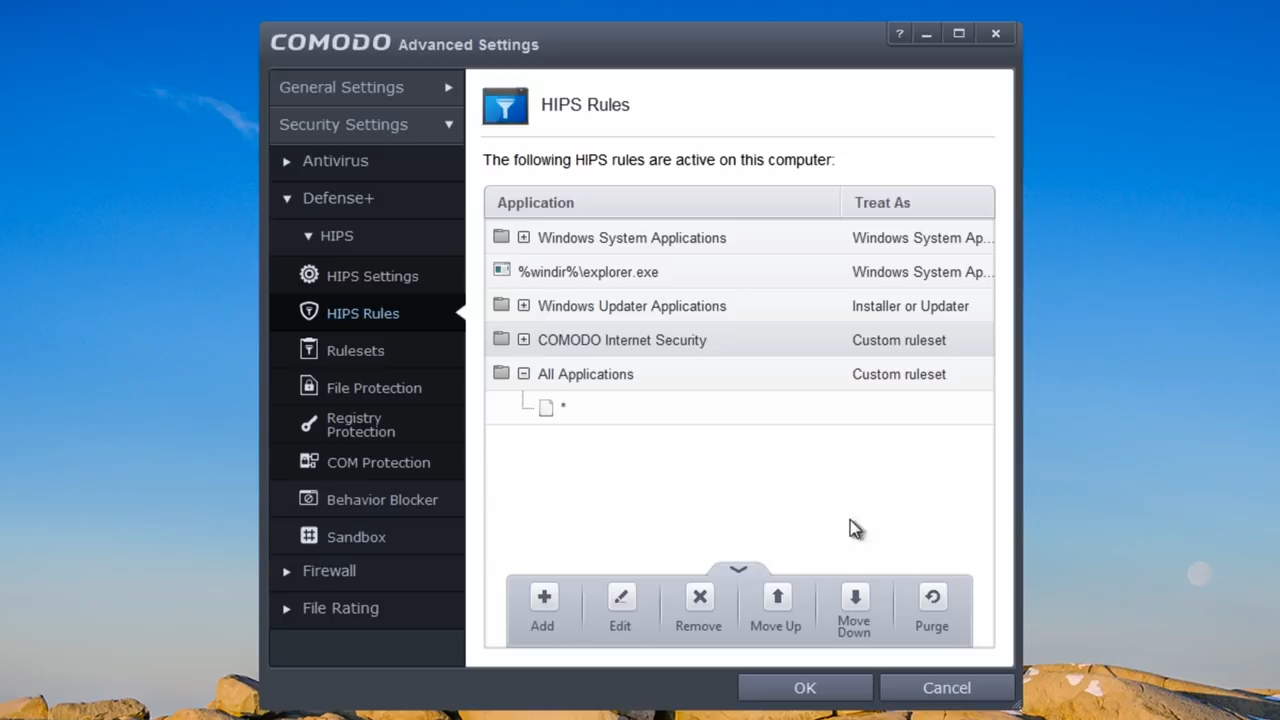 COMODO Advanced Settings
?
General Settings
Security Settings
Antivirus
Defense+
HIPS
HIPS Settings
HIPS Rules
Rulesets
File Protection
Registry
Protection
COM Protection
Behavior Blocker
Sandbox
Firewall
File Rating
HIPS Rules
The following HIPS rules are active on this computer:
Application Treat As
Windows System Applications Windows System Ap...
%windir%\explorer.exe Windows System Ap...
Windows Updater Applications Installer or Updater
COMODO Internet Security Custom ruleset
All Applications Custom ruleset
*
Add Edit Remove Move Up Move
Down Purge
OK Cancel